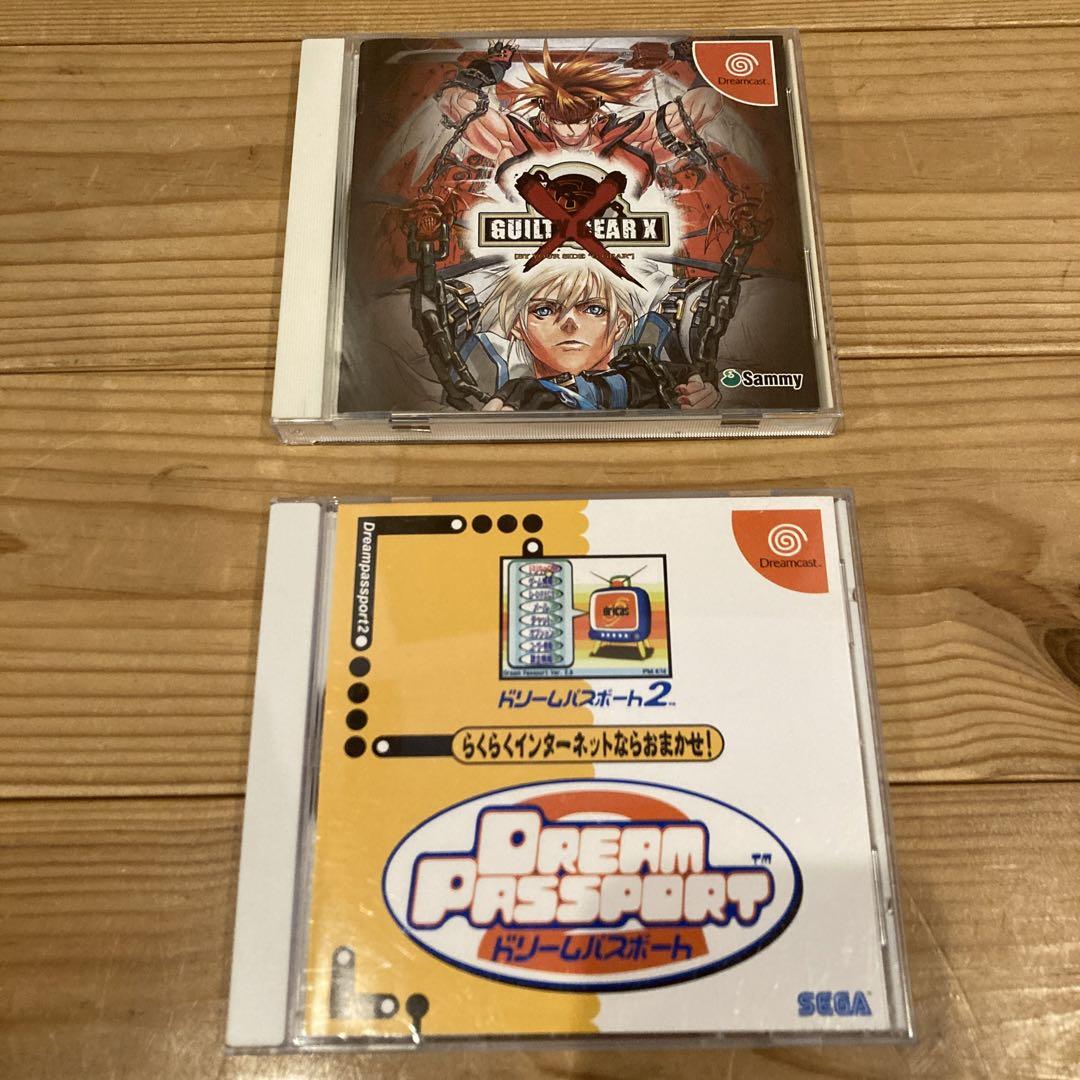 Dreamcast
GUILTY GEAR X
Sammy
Dreampassport2
dricas
ドリームパスポート2
らくらくインターネットならおまかせ!
DREAM
PASSPORT
ドリームパスポート
Dreamcast
SEGA